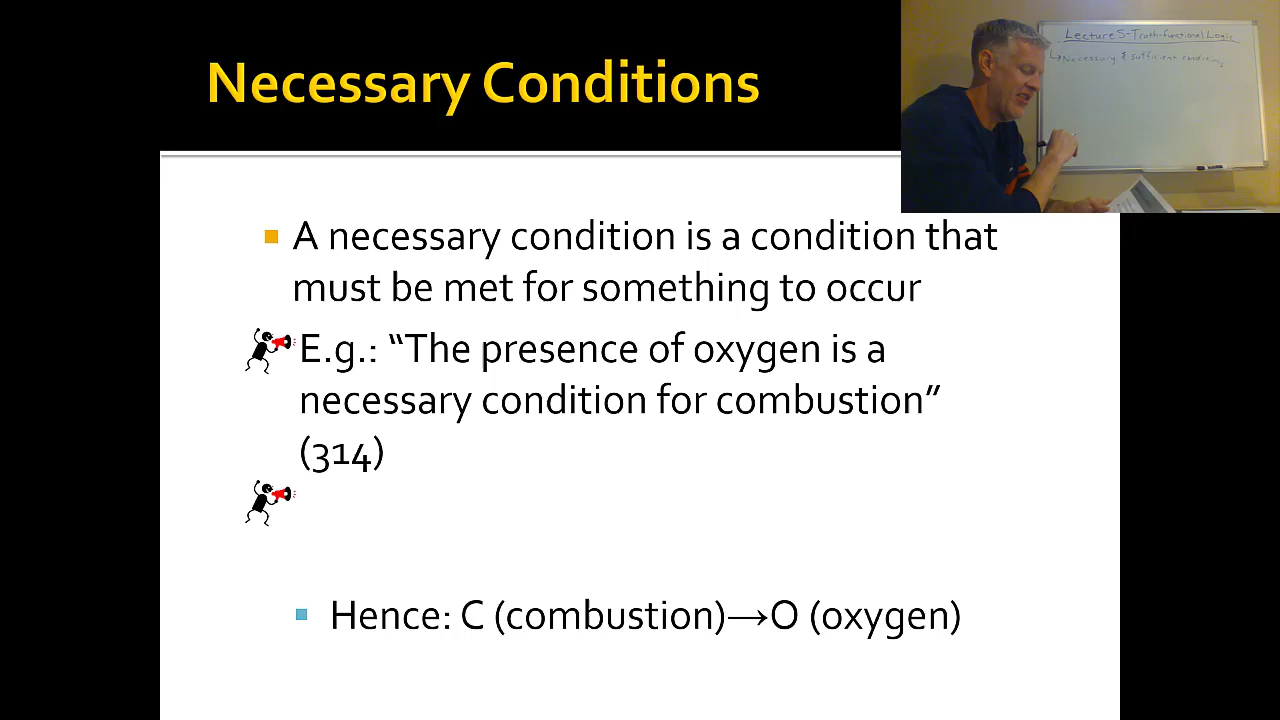 Necessary Conditions
Lecture 5-Truth-functional Logic
↳Necessary & sufficient conditions
▪ A necessary condition is a condition that
must be met for something to occur
E.g.: “The presence of oxygen is a
necessary condition for combustion”
(314)
▪ Hence: C (combustion)→O (oxygen)